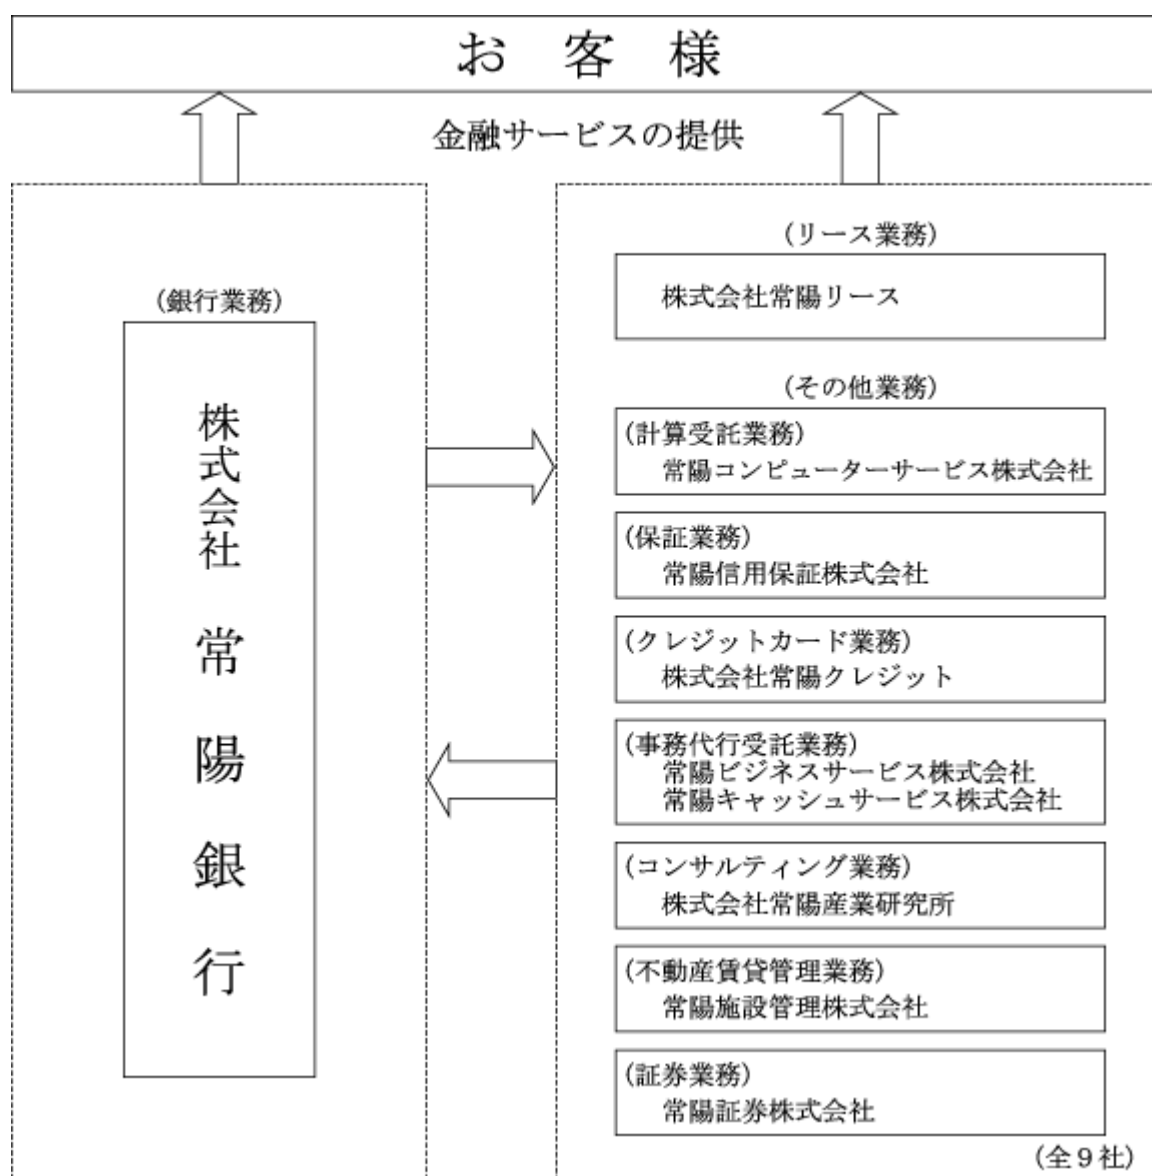 お客様
金融サービスの提供
(銀行業務)
株式会社 常陽銀行
(リース業務)
株式会社常陽リース
(その他業務)
(計算受託業務)
常陽コンピューターサービス株式会社
(保証業務)
常陽信用保証株式会社
(クレジットカード業務)
株式会社常陽クレジット
(事務代行受託業務)
常陽ビジネスサービス株式会社
常陽キャッシュサービス株式会社
(コンサルティング業務)
株式会社常陽産業研究所
(不動産賃貸管理業務)
常陽施設管理株式会社
(証券業務)
常陽証券株式会社
(全9社)